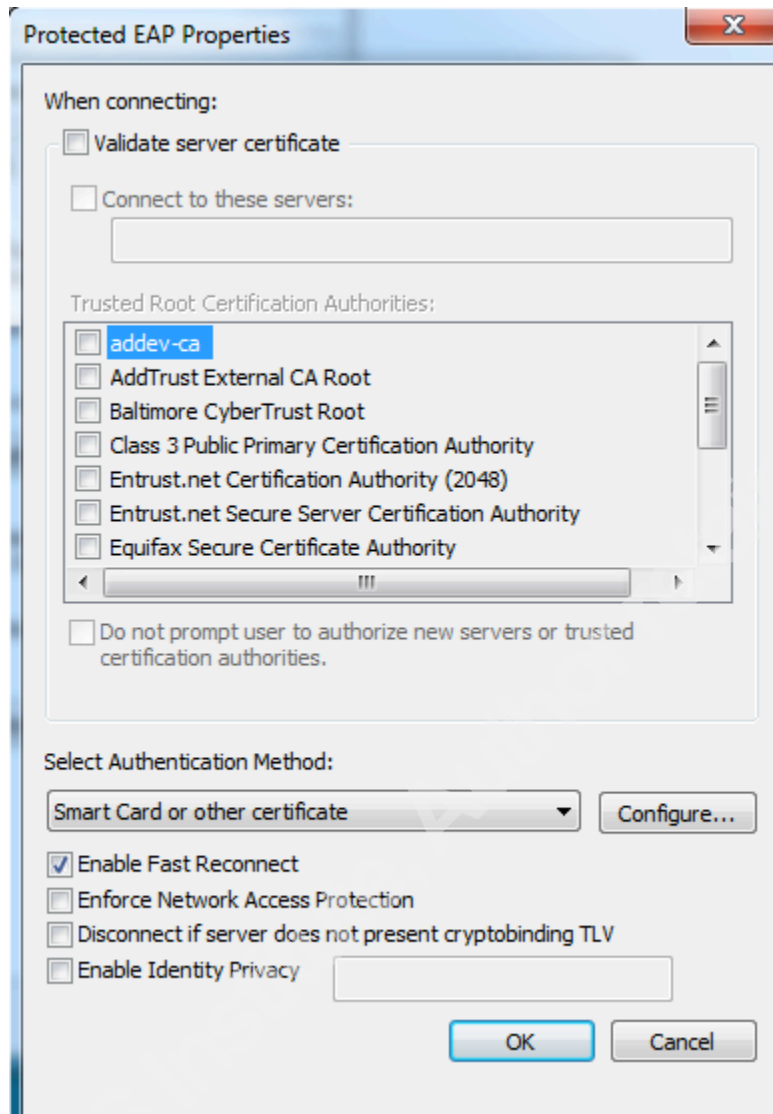 Protected EAP Properties
When connecting:
Validate server certificate
Connect to these servers:
Trusted Root Certification Authorities:
addev-ca
AddTrust External CA Root
Baltimore CyberTrust Root
Class 3 Public Primary Certification Authority
Entrust.net Certification Authority (2048)
Entrust.net Secure Server Certification Authority
Equifax Secure Certificate Authority
Do not prompt user to authorize new servers or trusted
certification authorities.
Select Authentication Method:
Smart Card or other certificate
Configure...
Enable Fast Reconnect
Enforce Network Access Protection
Disconnect if server does not present cryptobinding TLV
Enable Identity Privacy
OK
Cancel